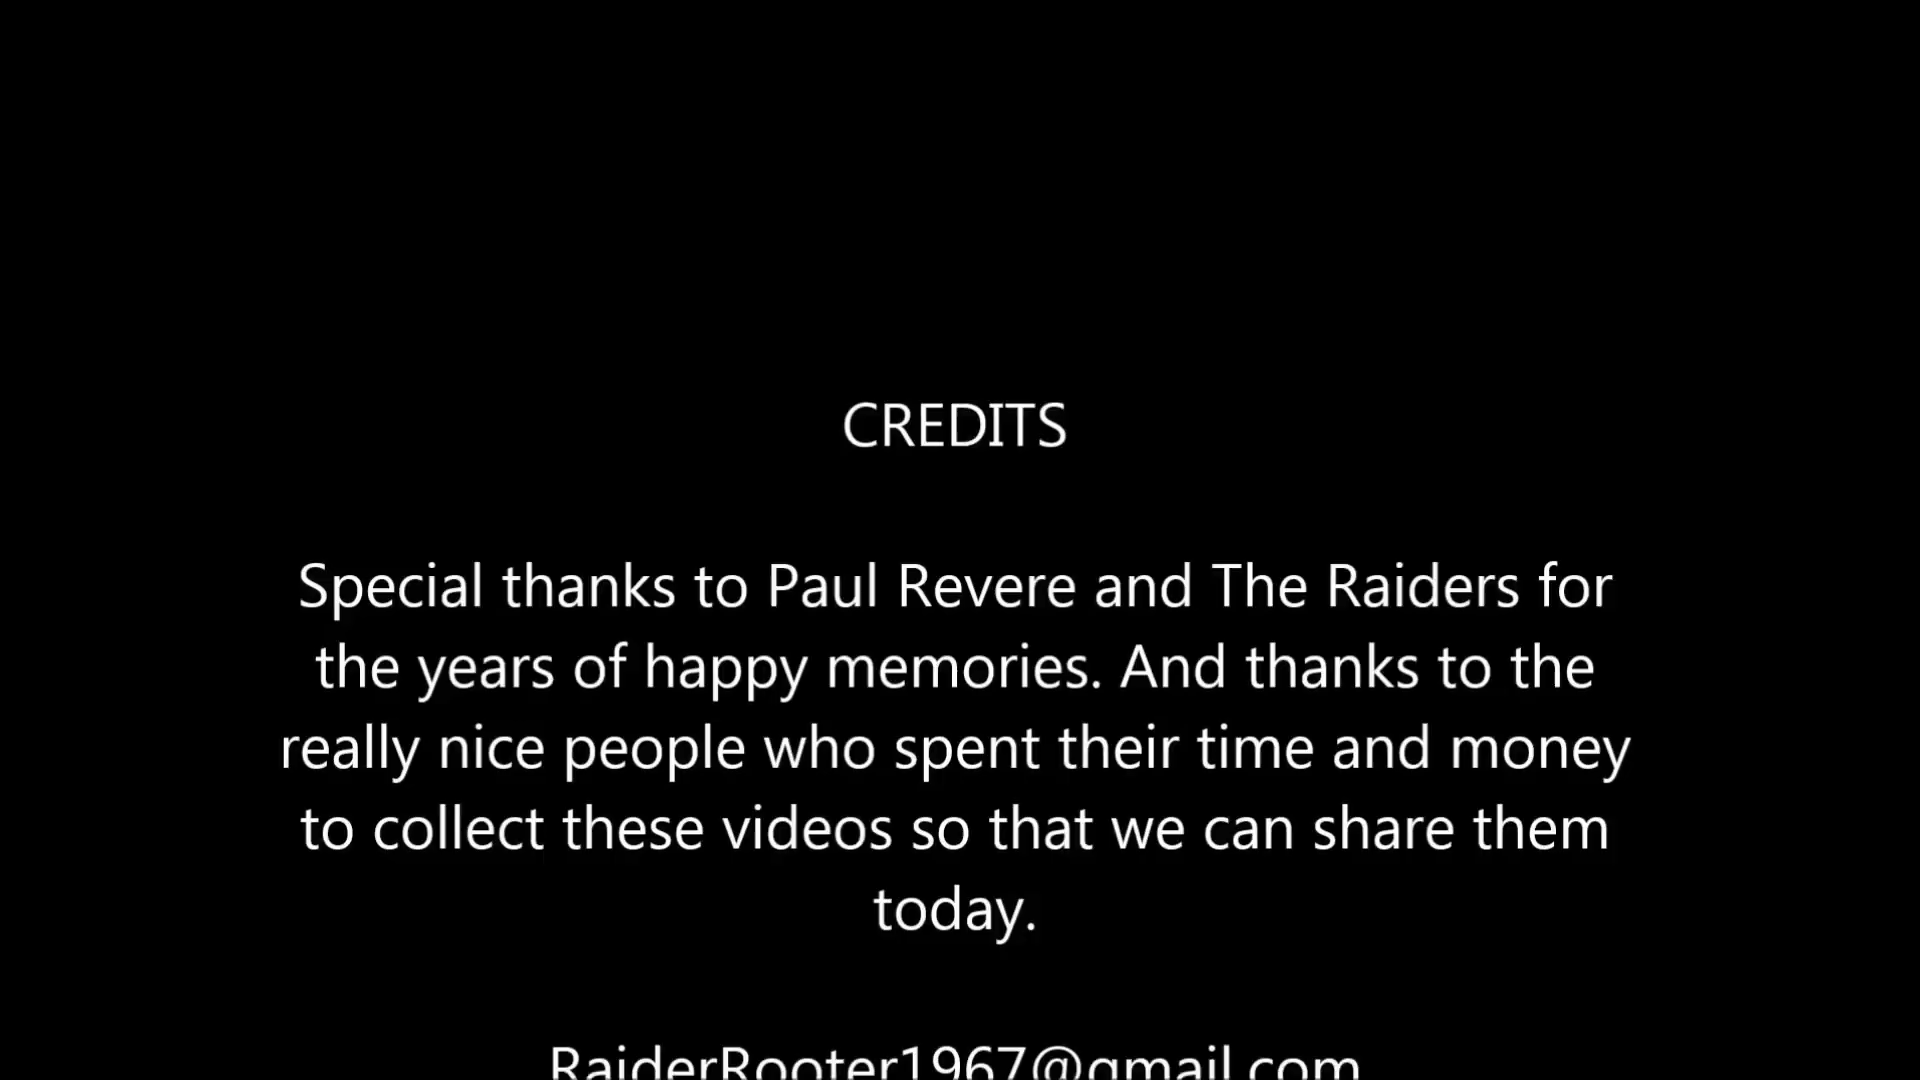 CREDITS
Special thanks to Paul Revere and The Raiders for
the years of happy memories. And thanks to the
really nice people who spent their time and money
to collect these videos so that we can share them
today.
RaiderRooter1967@gmail.com